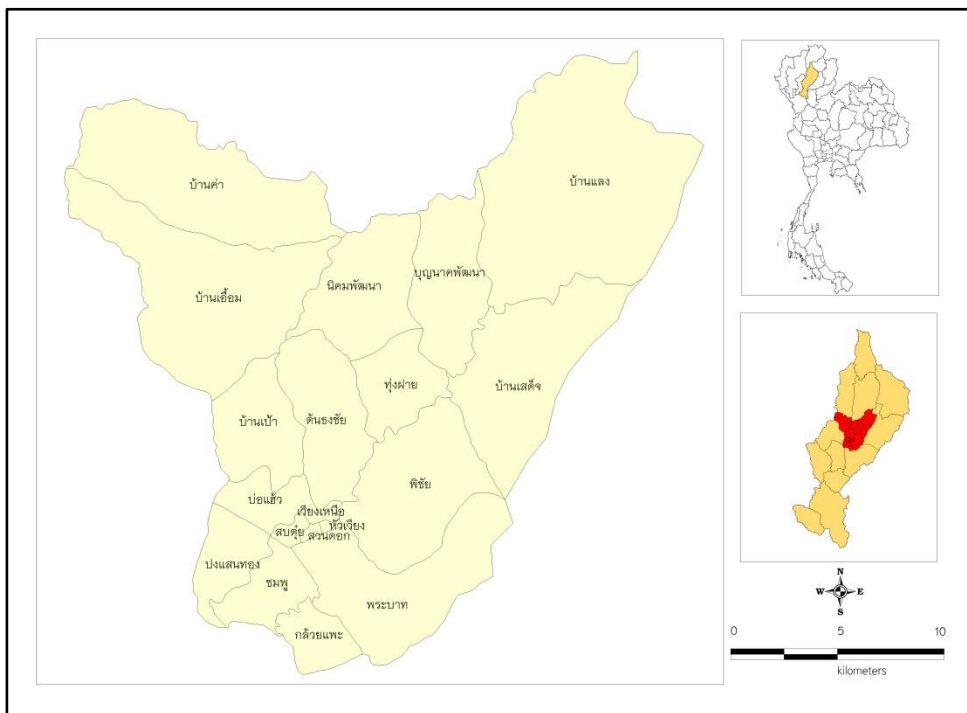 บ้านค่า
บ้านแลง
บ้านเอื้อม
นิคมพัฒนา
บุญนาคพัฒนา
บ้านเป้า
ต้นธงชัย
ทุ่งฝาย
บ้านเสด็จ
พิชัย
บ่อแฮ้ว
เวียงเหนือ
หัวเวียง
สบตุ๋ย
สวนดอก
ปงแสนทอง
ชมพู
พระบาท
กล้วยแพะ
N
W E
S
0 5 10
kilometers